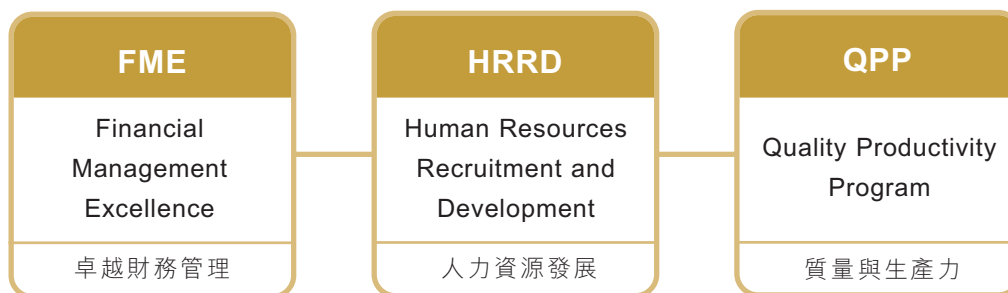 FME
Financial
Management
Excellence
卓越財務管理
HRRD
Human Resources
Recruitment and
Development
人力資源發展
QPP
Quality Productivity
Program
質量與生產力